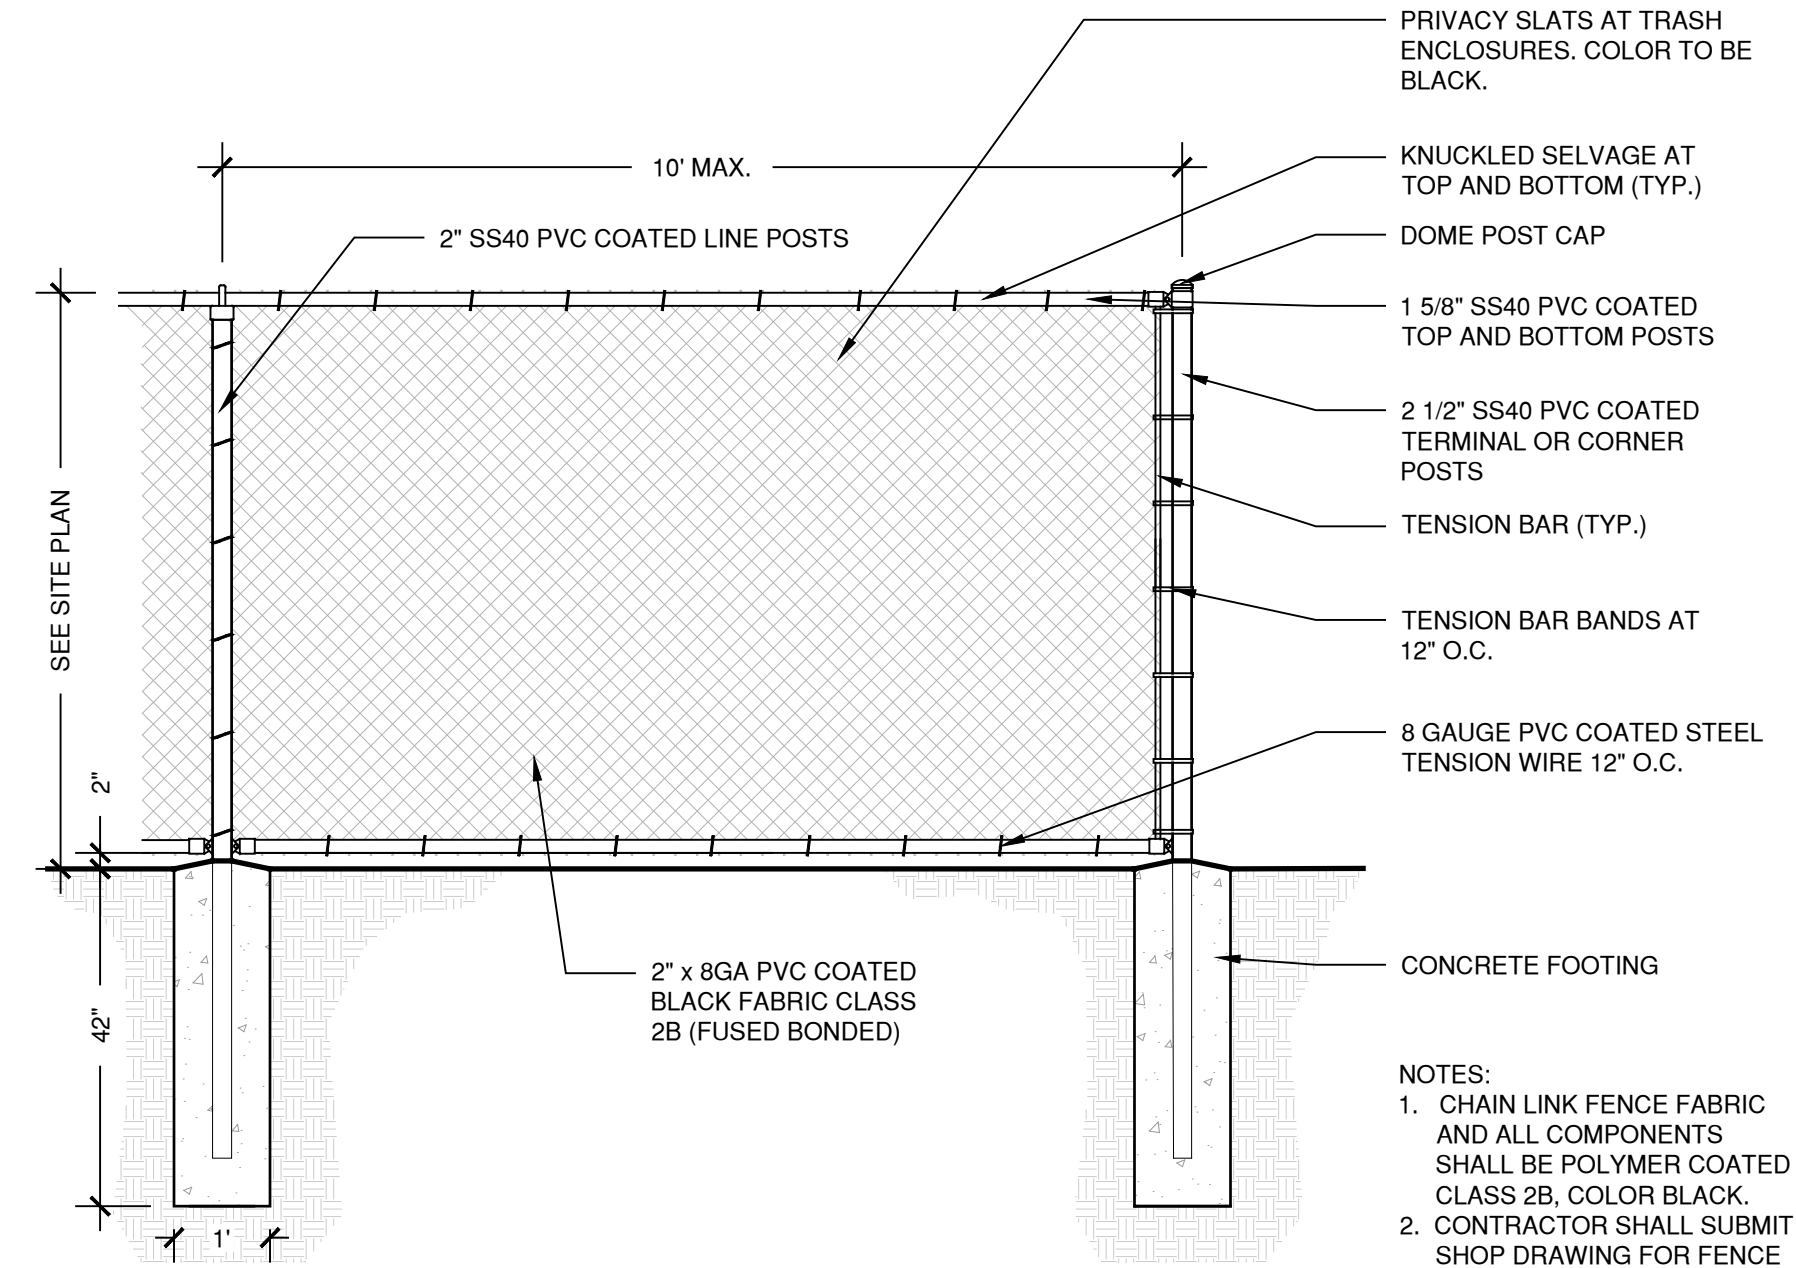 PRIVACY SLATS AT TRASH
ENCLOSURES. COLOR TO BE
BLACK.
10' MAX.
KNUCKLED SELVAGE AT
TOP AND BOTTOM (TYP.)
2" SS40 PVC COATED LINE POSTS
DOME POST CAP
1 5/8" SS40 PVC COATED
TOP AND BOTTOM POSTS
2 1/2" SS40 PVC COATED
TERMINAL OR CORNER
POSTS
TENSION BAR (TYP.)
SEE SITE PLAN
TENSION BAR BANDS AT
12" O.C.
8 GAUGE PVC COATED STEEL
TENSION WIRE 12" O.C.
2"
2" x 8GA PVC COATED
BLACK FABRIC CLASS
2B (FUSED BONDED)
CONCRETE FOOTING
42"
1'
NOTES:
1. CHAIN LINK FENCE FABRIC
AND ALL COMPONENTS
SHALL BE POLYMER COATED
CLASS 2B, COLOR BLACK.
2. CONTRACTOR SHALL SUBMIT
SHOP DRAWING FOR FENCE